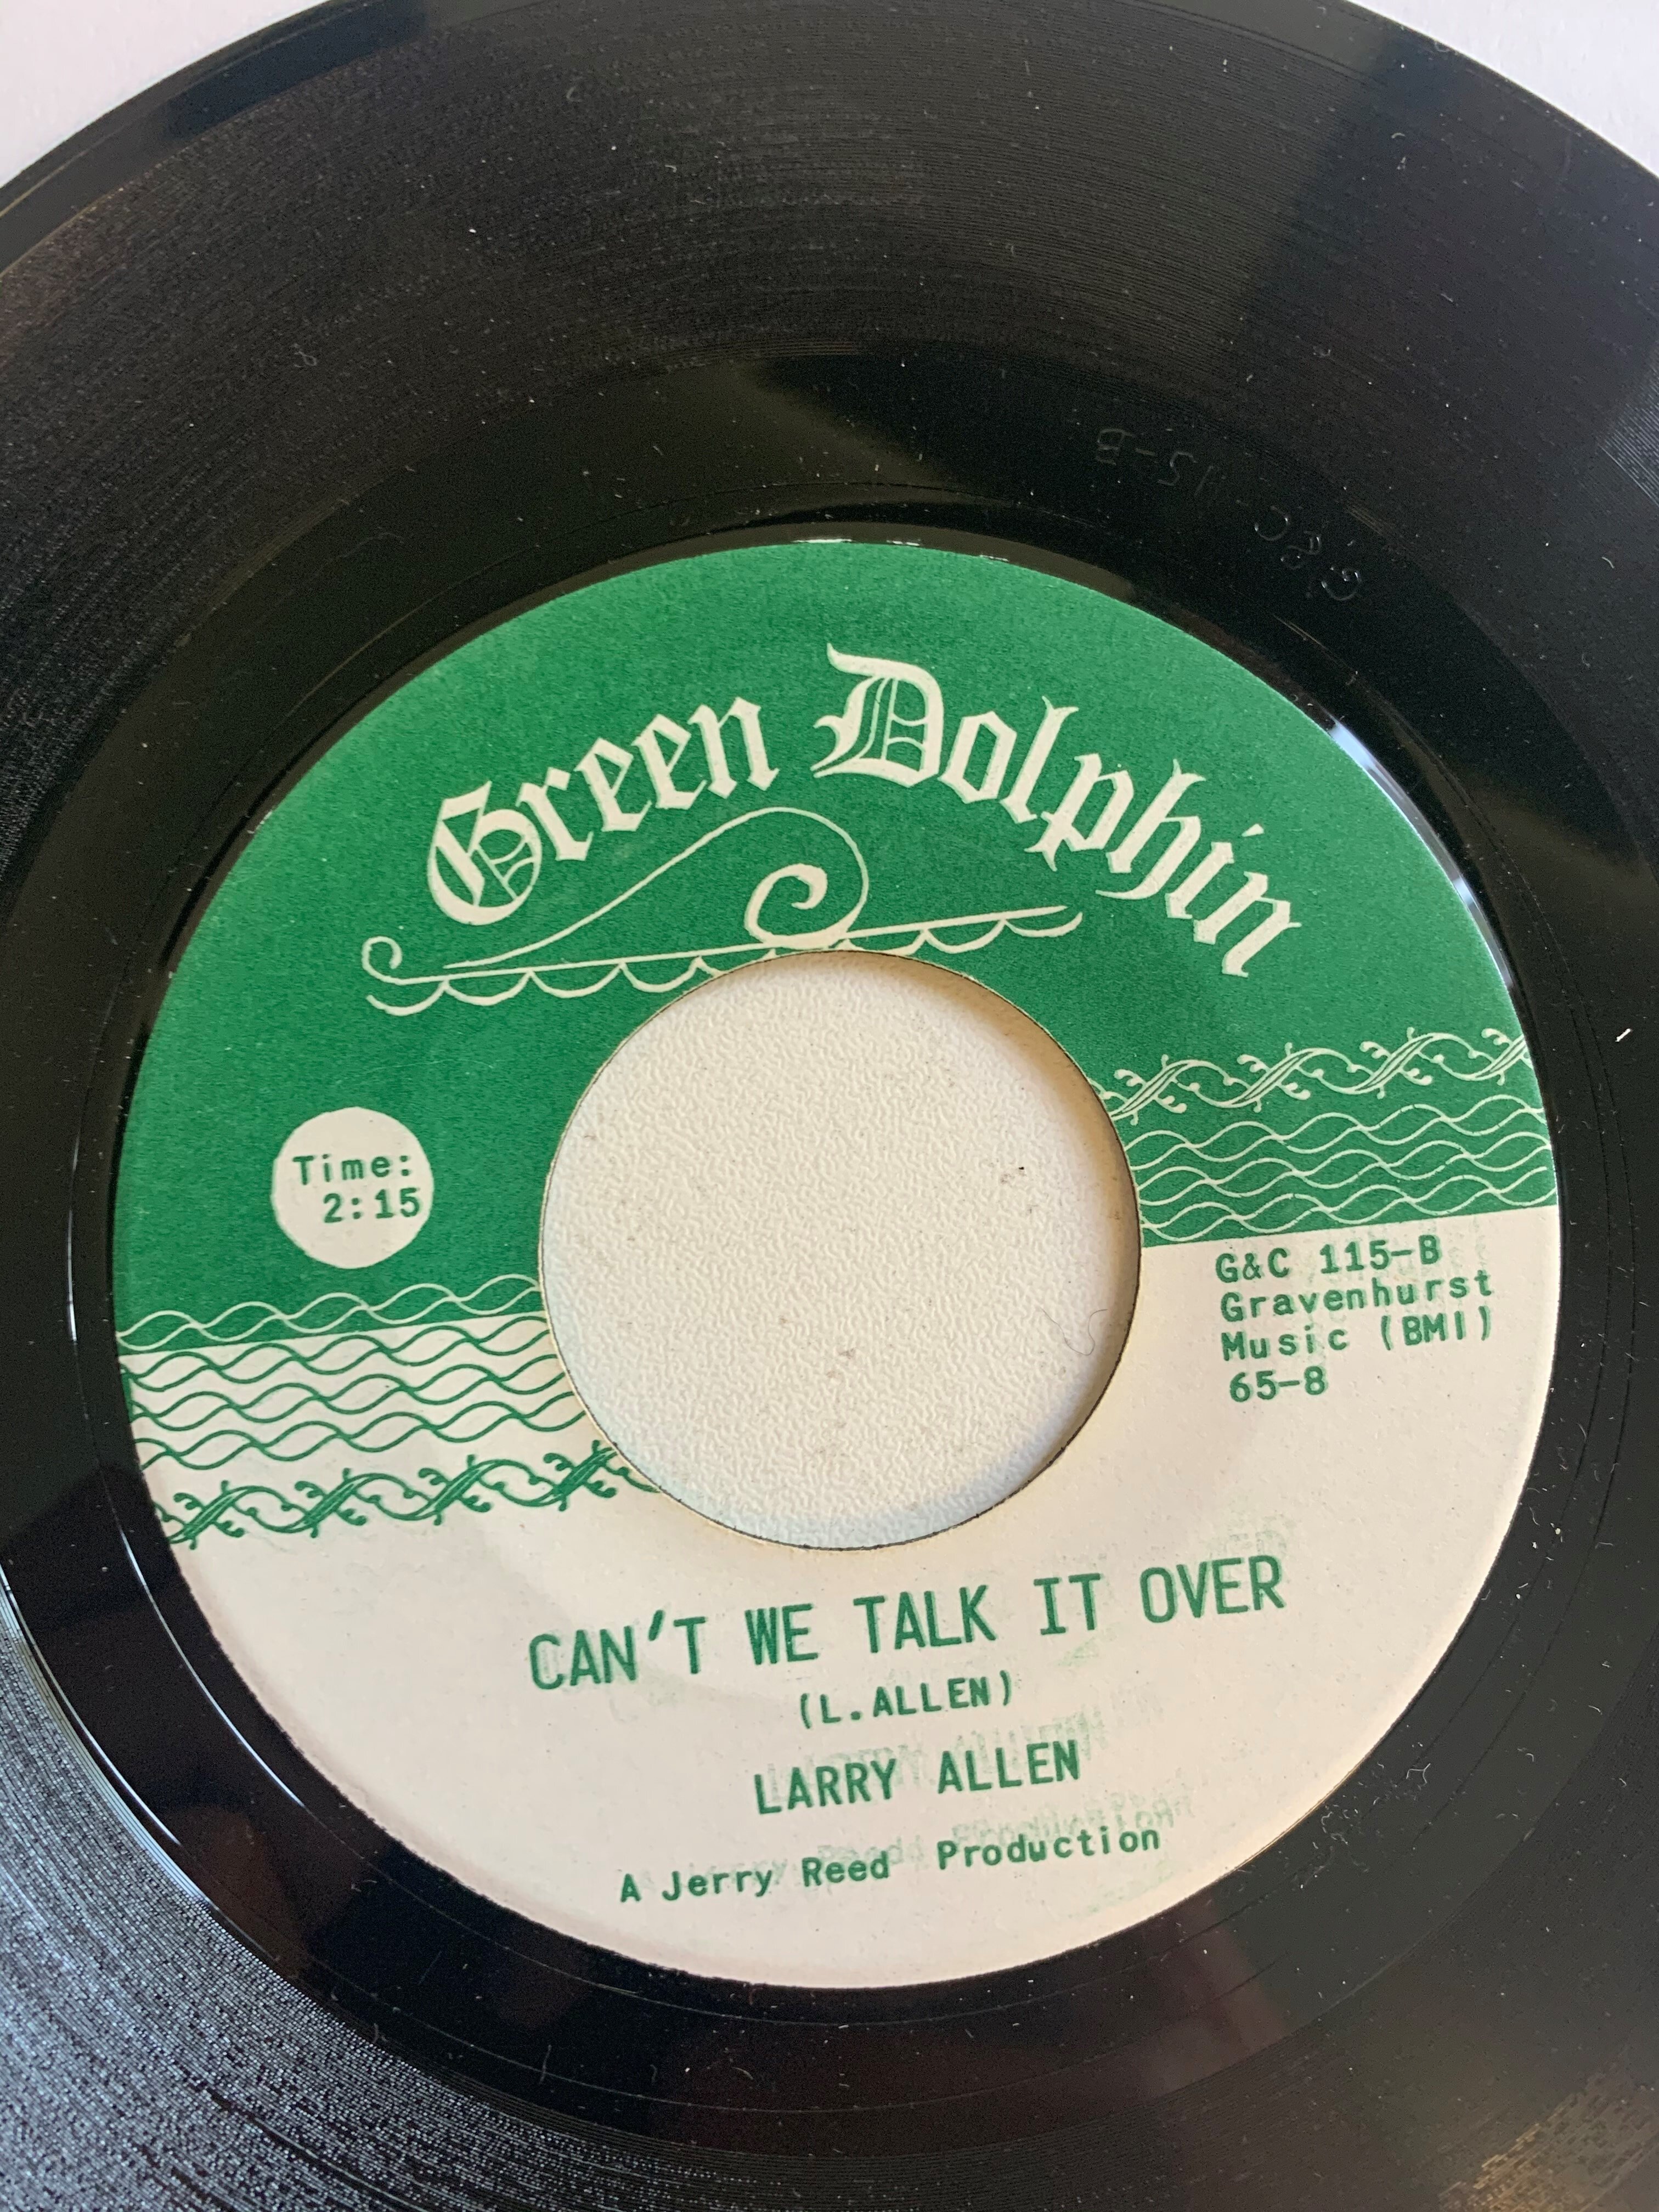 Green Dolphin
Time:
2:15
G&C 115-B
Gravenhurst
Music (BMI)
65-8
CAN'T WE TALK IT OVER
(L.ALLEN)
LARRY ALLEN
A Jerry Reed Production
G&C 115-B